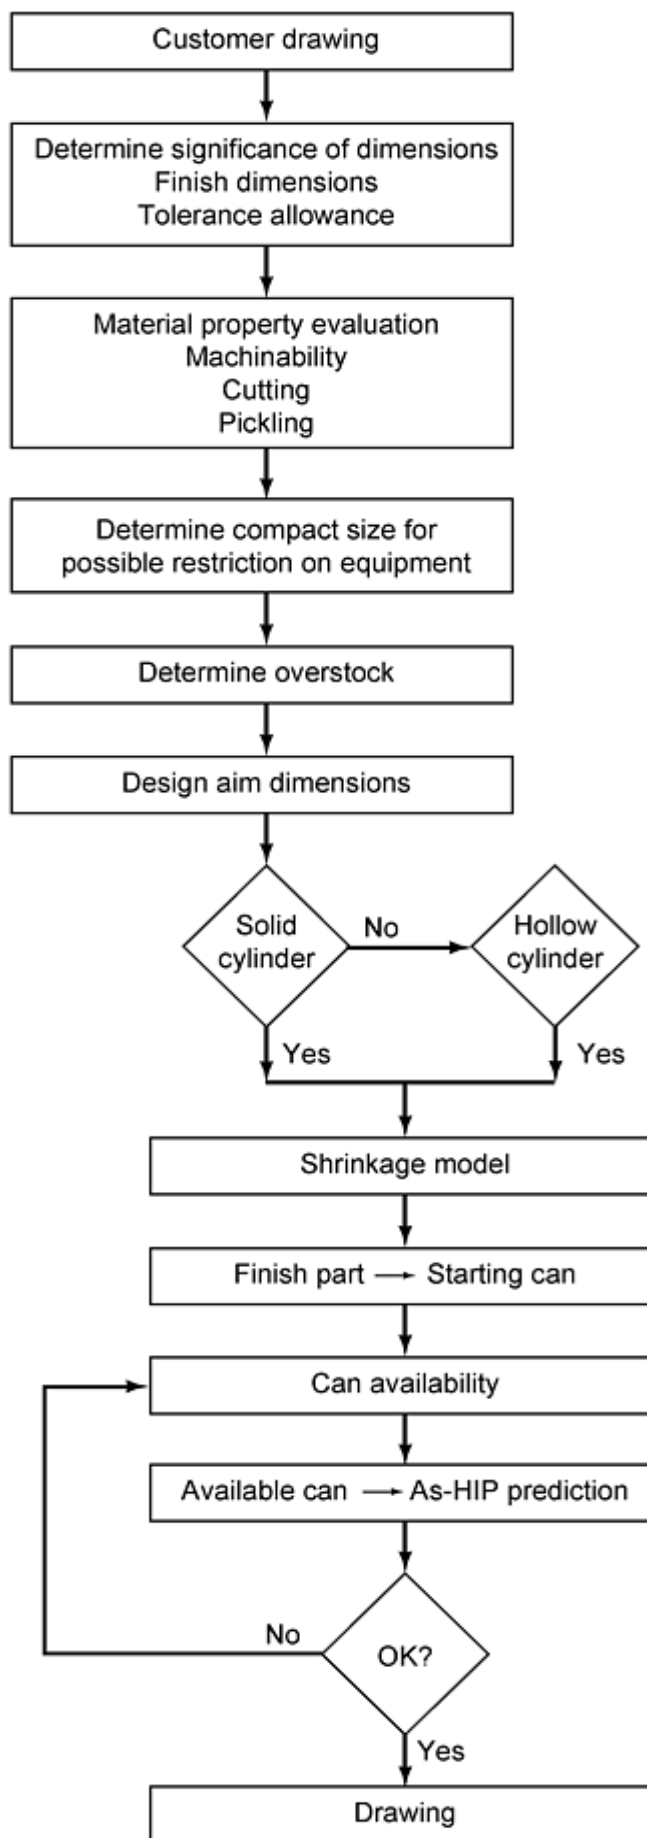 Customer drawing
Determine significance of dimensions
Finish dimensions
Tolerance allowance
Material property evaluation
Machinability
Cutting
Pickling
Determine compact size for
possible restriction on equipment
Determine overstock
Design aim dimensions
Solid
cylinder
No
Hollow
cylinder
Yes
Yes
Shrinkage model
Finish part → Starting can
Can availability
Available can → As-HIP prediction
No
OK?
Yes
Drawing